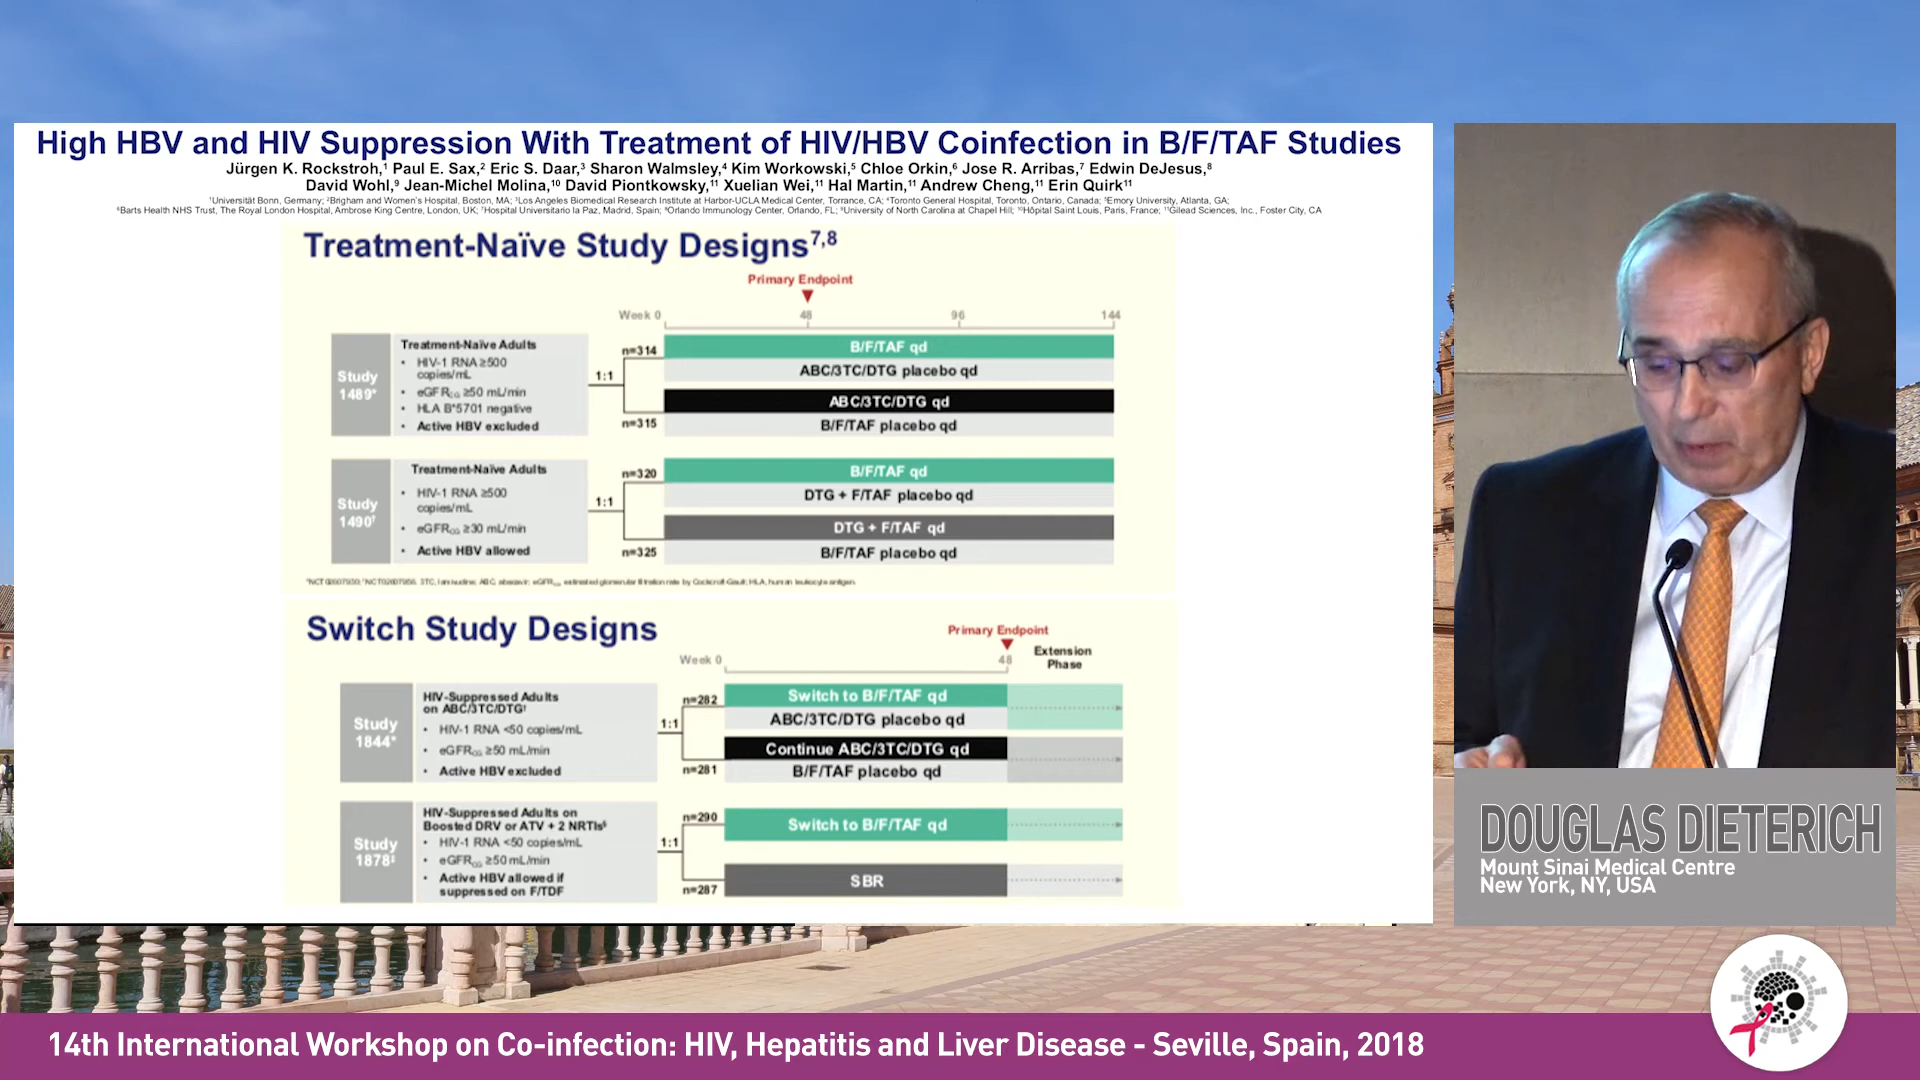 High HBV and HIV Suppression With Treatment of HIV/HBV Coinfection in B/F/TAF Studies
Jürgen K. Rockstroh,¹ Paul E. Sax,² Eric S. Daar,³ Sharon Walmsley,⁴ Kim Workowski,⁵ Chloe Orkin,⁶ Jose R. Arribas,⁷ Edwin DeJesus,⁸
David Wohl,⁹ Jean-Michel Molina,¹⁰ David Piontkowsky,¹¹ Xuelian Wei,¹¹ Hal Martin,¹¹ Andrew Cheng,¹¹ Erin Quirk¹¹
¹Universität Bonn, Germany; ²Brigham and Women's Hospital, Boston, MA; ³Los Angeles Biomedical Research Institute at Harbor-UCLA Medical Center, Torrance, CA; ⁴Toronto General Hospital, Toronto, Ontario, Canada; ⁵Emory University, Atlanta, GA;
⁶Barts Health NHS Trust, The Royal London Hospital, Ambrose King Centre, London, UK; ⁷Hospital Universitario la Paz, Madrid, Spain; ⁸Orlando Immunology Center, Orlando, FL; ⁹University of North Carolina at Chapel Hill; ¹⁰Hôpital Saint Louis, Paris, France; ¹¹Gilead Sciences, Inc., Foster City, CA
Treatment-Naïve Study Designs⁷,⁸
Primary Endpoint
Week 0 48 96 144
Study
1489*
Treatment-Naïve Adults
• HIV-1 RNA ≥500
copies/mL
• eGFRCG ≥50 mL/min
• HLA B*5701 negative
• Active HBV excluded
1:1
n=314
n=315
B/F/TAF qd
ABC/3TC/DTG placebo qd
ABC/3TC/DTG qd
B/F/TAF placebo qd
Study
1490†
Treatment-Naïve Adults
• HIV-1 RNA ≥500
copies/mL
• eGFRCG ≥30 mL/min
• Active HBV allowed
1:1
n=320
n=325
B/F/TAF qd
DTG + F/TAF placebo qd
DTG + F/TAF qd
B/F/TAF placebo qd
3TC, lamivudine; ABC, abacavir; eGFRCG, estimated glomerular filtration rate by Cockcroft-Gault; HLA, human leukocyte antigen.
Switch Study Designs
Primary Endpoint
Week 0 48
Extension
Phase
Study
1844*
HIV-Suppressed Adults
on ABC/3TC/DTG†
• HIV-1 RNA <50 copies/mL
• eGFRCG ≥50 mL/min
• Active HBV excluded
1:1
n=282
n=281
Switch to B/F/TAF qd
ABC/3TC/DTG placebo qd
Continue ABC/3TC/DTG qd
B/F/TAF placebo qd
Study
1878‡
HIV-Suppressed Adults on
Boosted DRV or ATV + 2 NRTIs§
• HIV-1 RNA <50 copies/mL
• eGFRCG ≥50 mL/min
• Active HBV allowed if
suppressed on F/TDF
1:1
n=290
n=287
Switch to B/F/TAF qd
SBR
DOUGLAS DIETERICH
Mount Sinai Medical Centre
New York, NY, USA
14th International Workshop on Co-infection: HIV, Hepatitis and Liver Disease - Seville, Spain, 2018